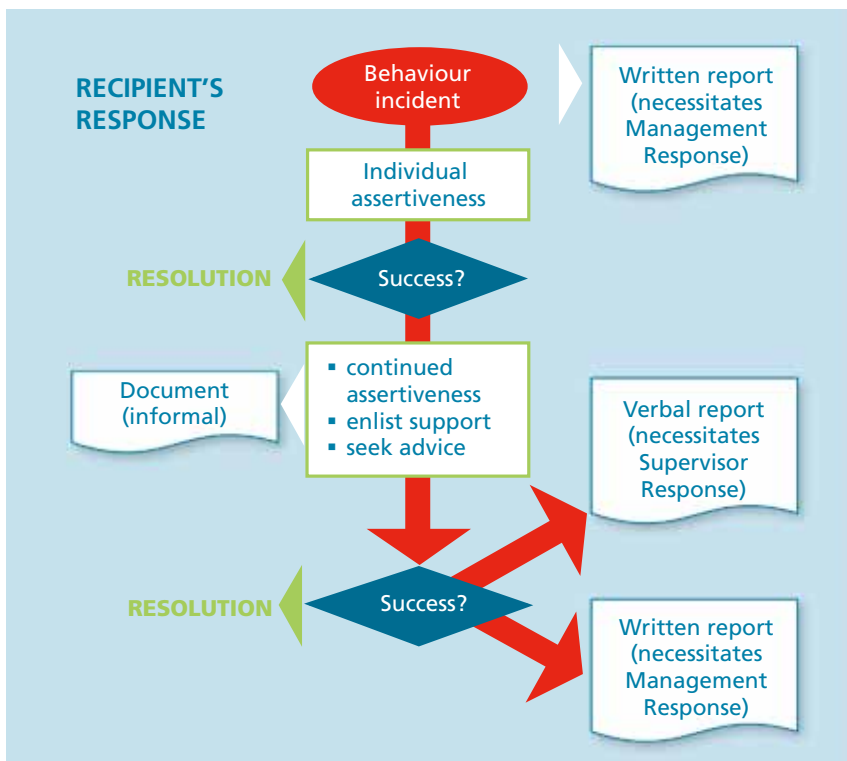 RECIPIENT'S
RESPONSE
Behaviour
incident
Written report
(necessitates
Management
Response)
Individual
assertiveness
RESOLUTION
Success?
Document
(informal)
▪ continued
assertiveness
▪ enlist support
▪ seek advice
Verbal report
(necessitates
Supervisor
Response)
RESOLUTION
Success?
Written report
(necessitates
Management
Response)